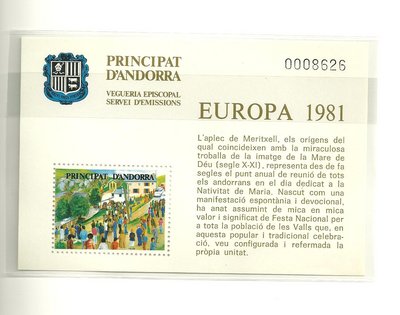 PRINCIPAT
D'ANDORRA
VEGUERIA EPISCOPAL
SERVEI D'EMISSIONS
0008626
EUROPA 1981
L'aplec de Meritxell, els orígens del
qual coincideixen amb la miraculosa
troballa de la imatge de la Mare de
Déu (segle X-XI), representa des de fa
segles el punt anual de reunió de tots
els andorrans en el dia dedicat a la
Nativitat de Maria. Nascut com una
manifestació espontània i devocional,
ha anat assumint de mica en mica
valor i significat de Festa Nacional per
a tota la població de les Valls que, en
aquesta popular i tradicional celebra-
ció, veu configurada i refermada la
pròpia unitat.
PRINCIPAT D'ANDORRA